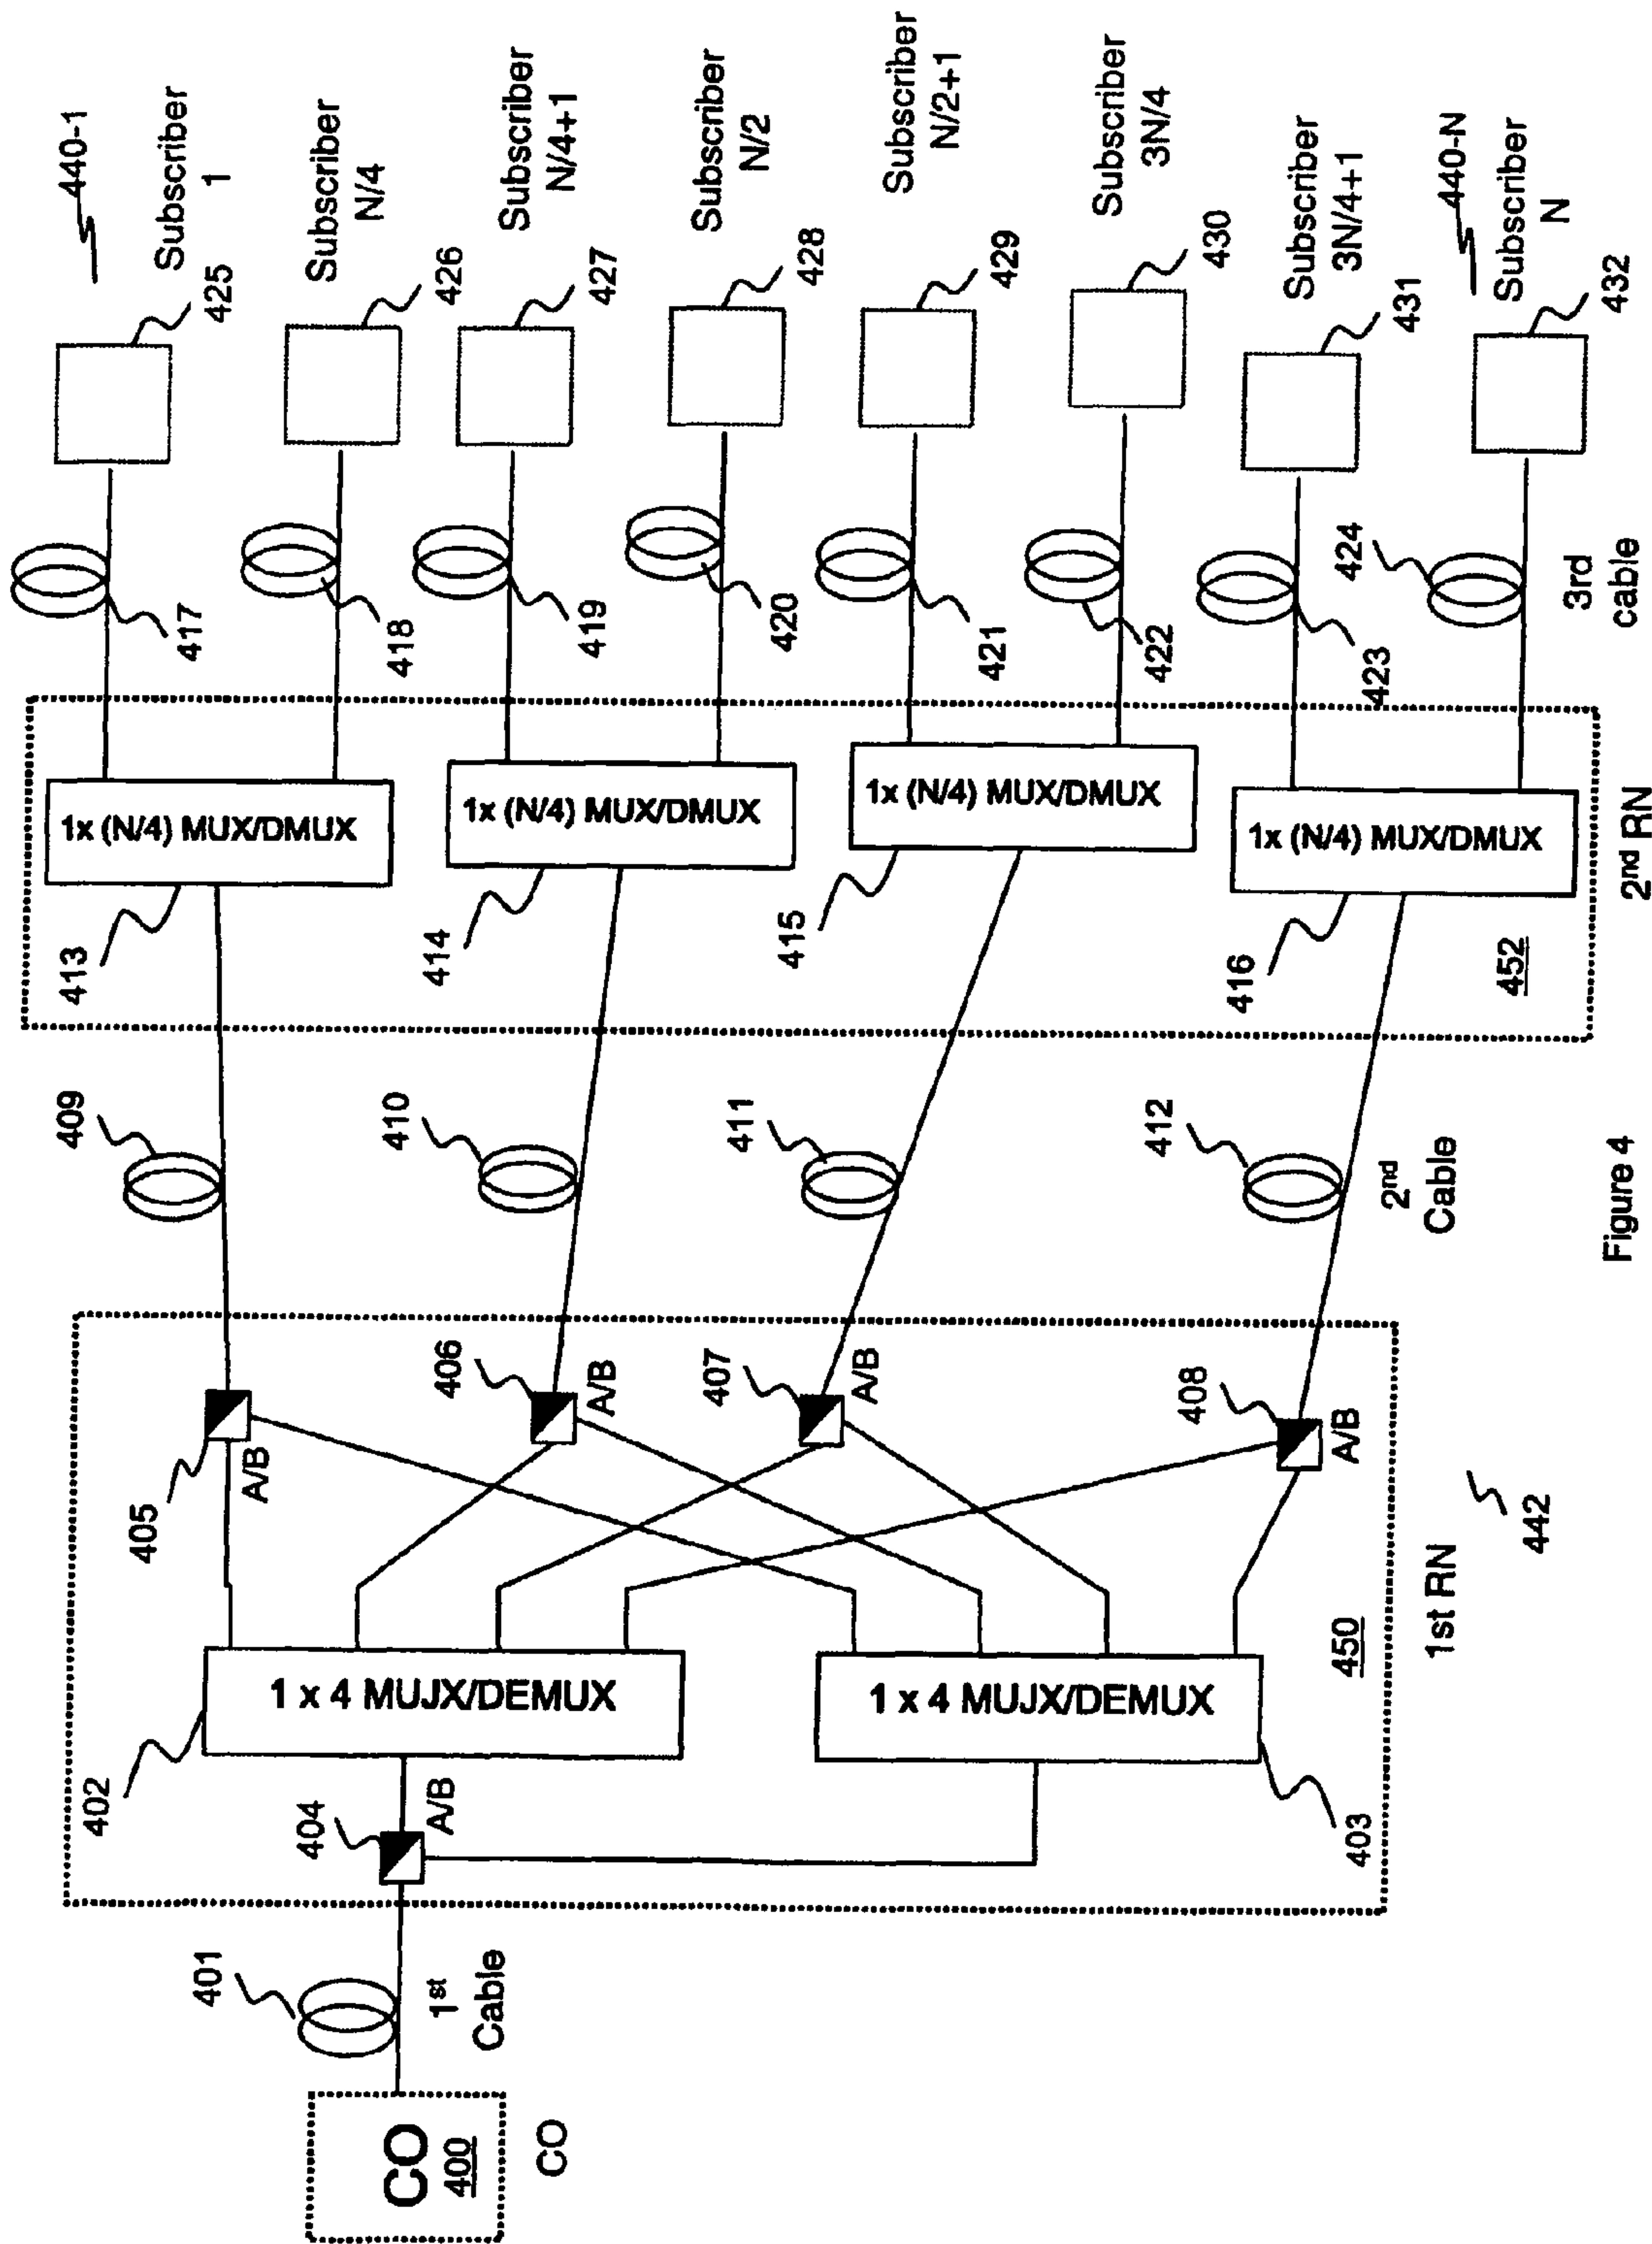 440-1
Subscriber
1
425
Subscriber
N/4
426
Subscriber
N/4+1
427
Subscriber
N/2
428
Subscriber
N/2+1
429
Subscriber
3N/4
430
Subscriber
3N/4+1
431
440-N
Subscriber
N
432
417
418
419
420
421
422
423
424
3rd
cable
1x (N/4) MUX/DMUX
1x (N/4) MUX/DMUX
1x (N/4) MUX/DMUX
1x (N/4) MUX/DMUX
413
414
415
416
452
2nd RN
409
410
411
412
2nd
Cable
405
A/B
406
A/B
407
A/B
408
A/B
402
1 x 4 MUJX/DEMUX
1 x 4 MUJX/DEMUX
403
404
A/B
450
1st RN
442
401
1st
Cable
CO
400
CO
Figure 4